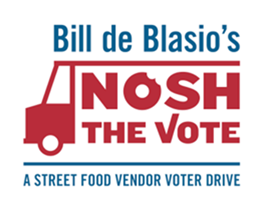 Bill de Blasio's
NOSH
THE VOTE
A STREET FOOD VENDOR VOTER DRIVE